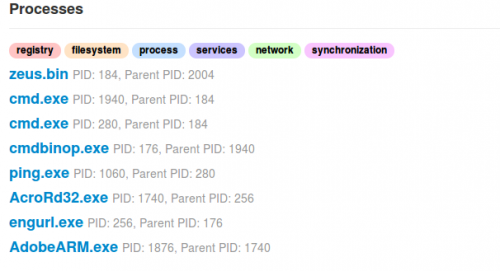 Processes
registry filesystem process services network synchronization
zeus.bin PID: 184, Parent PID: 2004
cmd.exe PID: 1940, Parent PID: 184
cmd.exe PID: 280, Parent PID: 184
cmdbinop.exe PID: 176, Parent PID: 1940
ping.exe PID: 1060, Parent PID: 280
AcroRd32.exe PID: 1740, Parent PID: 256
engurl.exe PID: 256, Parent PID: 176
AdobeARM.exe PID: 1876, Parent PID: 1740